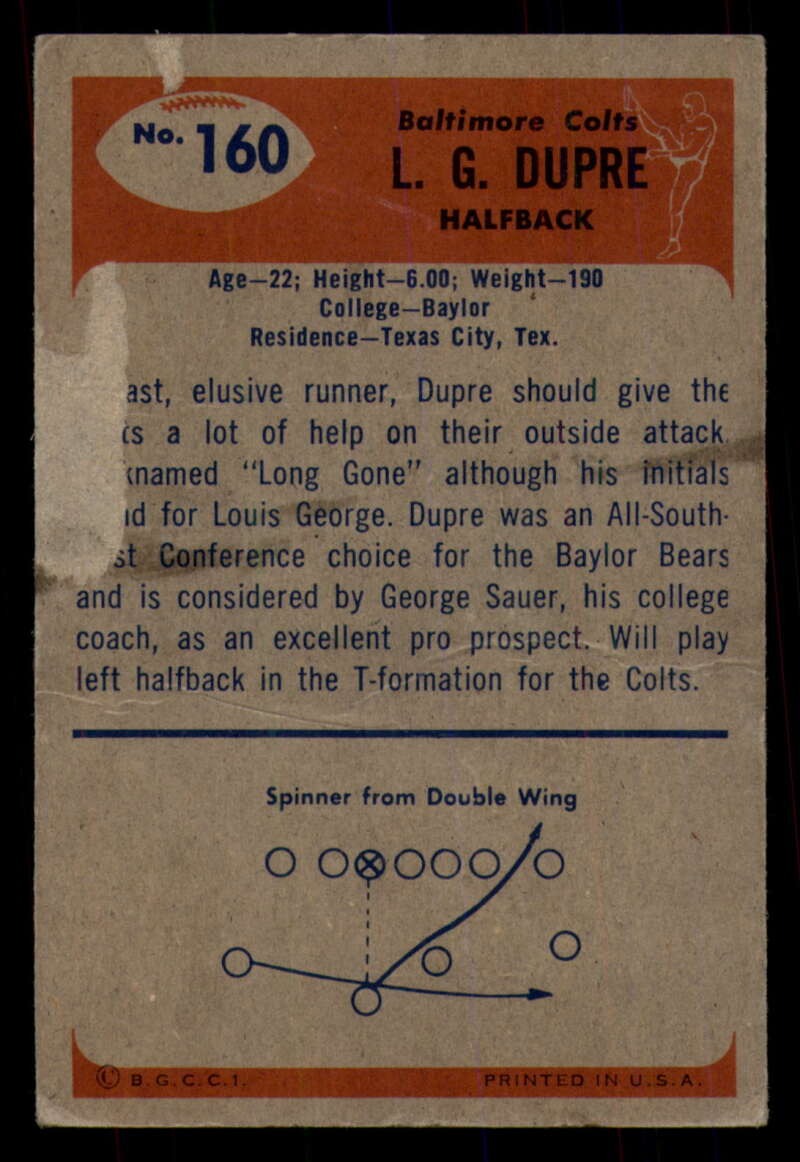 No. 160
Baltimore Colts
L. G. DUPRE
HALFBACK
Age—22; Height—6.00; Weight—190
College—Baylor
Residence—Texas City, Tex.
ast, elusive runner, Dupre should give the
s a lot of help on their outside attack.
named "Long Gone" although his initials
d for Louis George. Dupre was an All-South-
st Conference choice for the Baylor Bears
and is considered by George Sauer, his college
coach, as an excellent pro prospect. Will play
left halfback in the T-formation for the Colts.
Spinner from Double Wing
© B.G.C.C.I. PRINTED IN U.S.A.